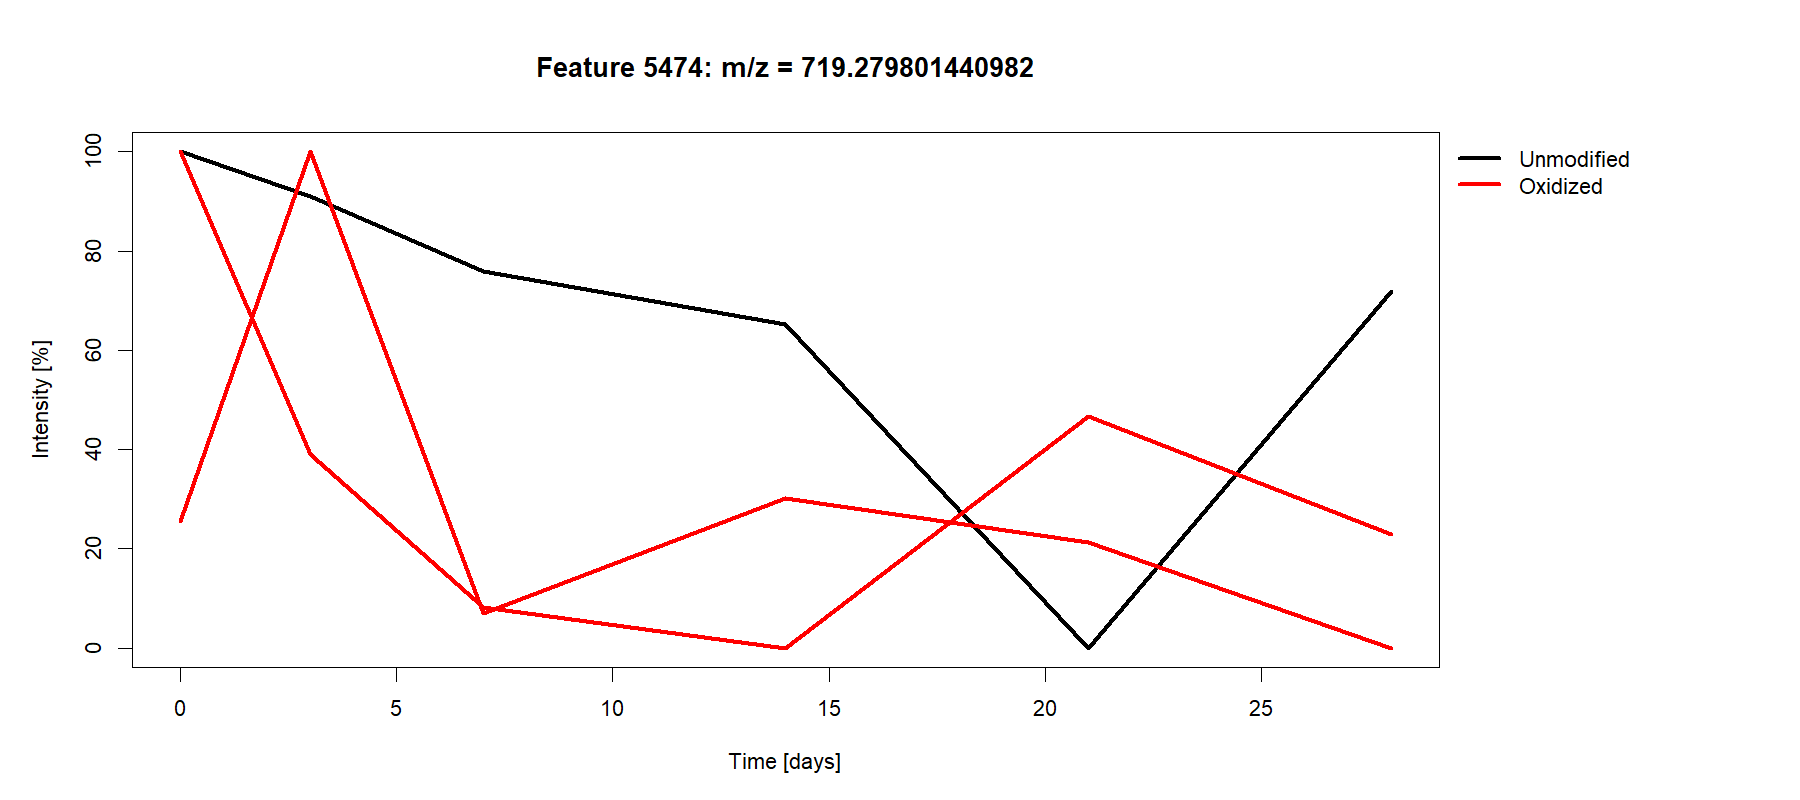 Feature 5474: m/z = 719.279801440982
100
80
60
40
20
0
Intensity [%]
0 5 10 15 20 25
Time [days]
Unmodified
Oxidized